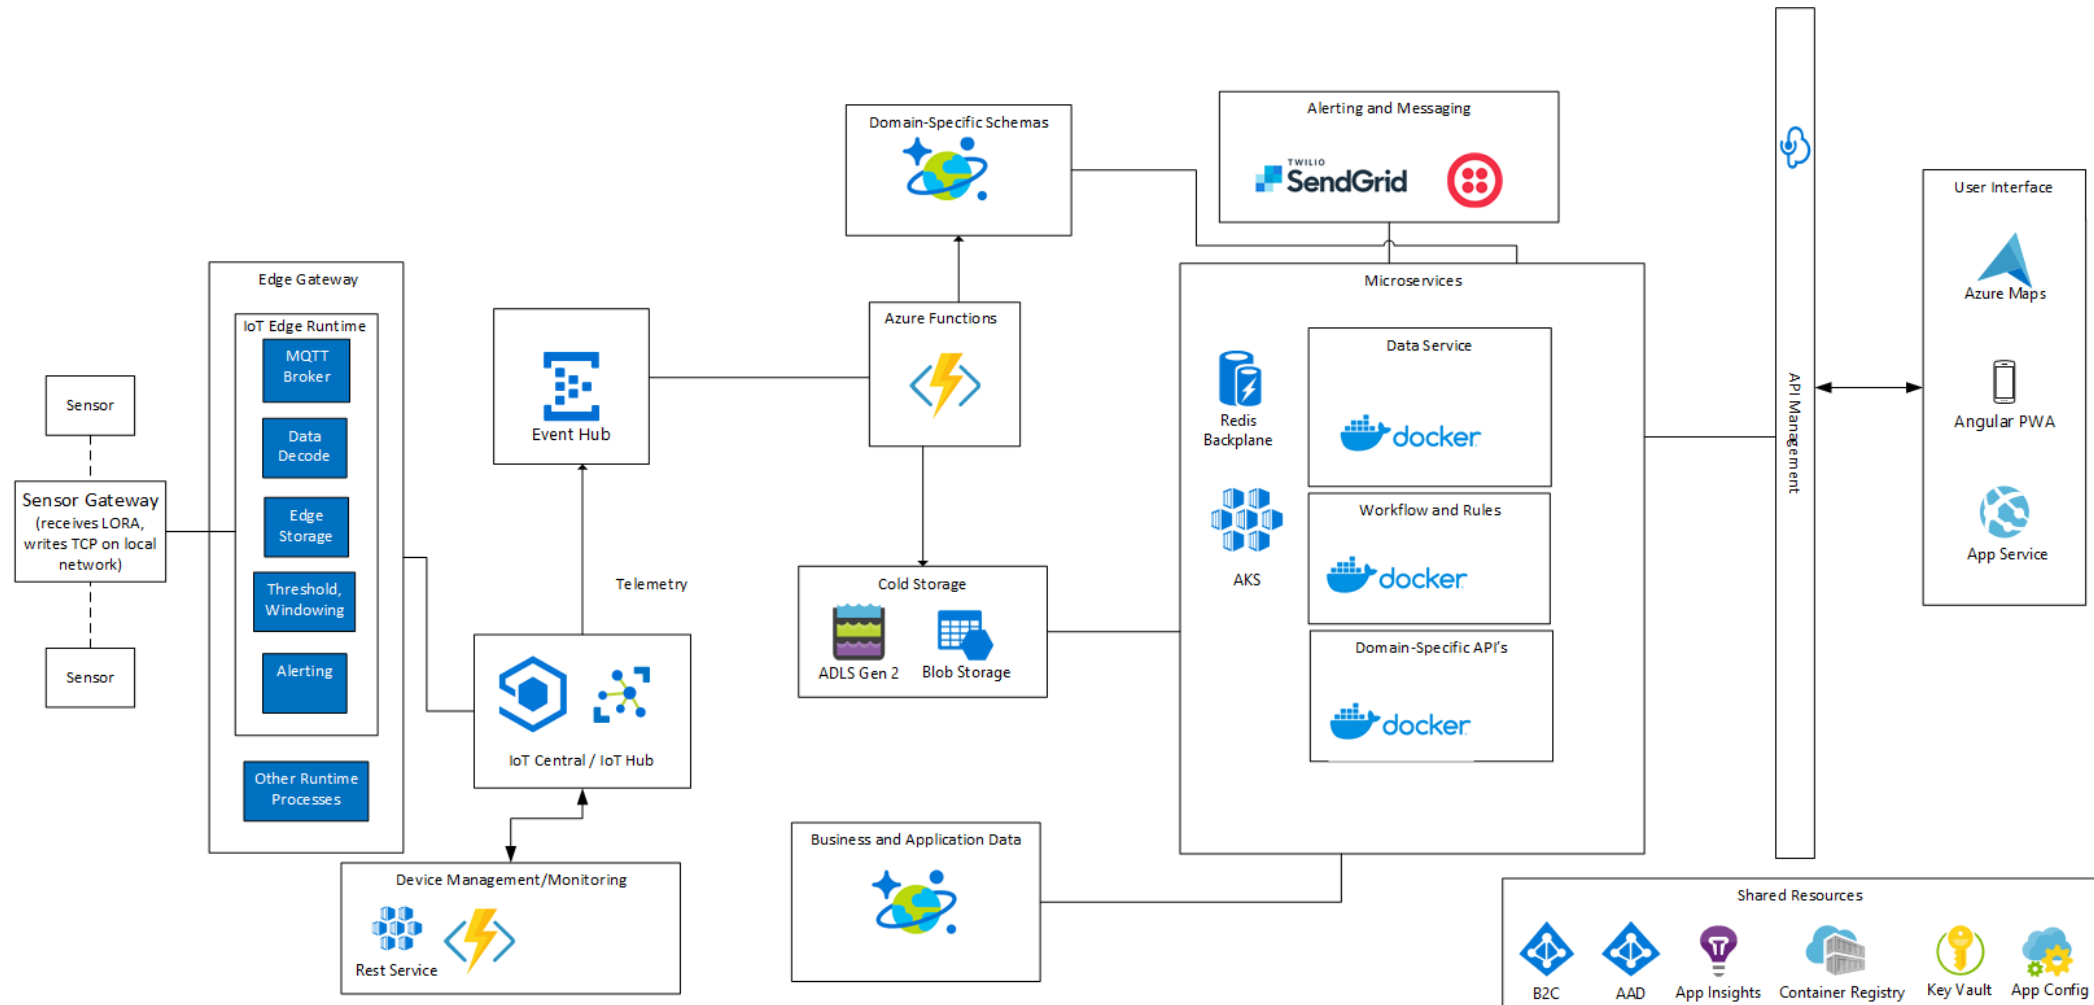 Sensor
Sensor Gateway
(receives LORA,
writes TCP on local
network)
Sensor
Edge Gateway
IoT Edge Runtime
MQTT
Broker
Data
Decode
Edge
Storage
Threshold,
Windowing
Alerting
Other Runtime
Processes
Event Hub
Telemetry
IoT Central / IoT Hub
Device Management/Monitoring
Rest Service
Domain-Specific Schemas
Azure Functions
Cold Storage
ADLS Gen 2
Blob Storage
Business and Application Data
Alerting and Messaging
TWILIO
SendGrid
Microservices
Redis
Backplane
AKS
Data Service
docker
Workflow and Rules
docker
Domain-Specific API's
docker
API Management
User Interface
Azure Maps
Angular PWA
App Service
Shared Resources
B2C
AAD
App Insights
Container Registry
Key Vault
App Config